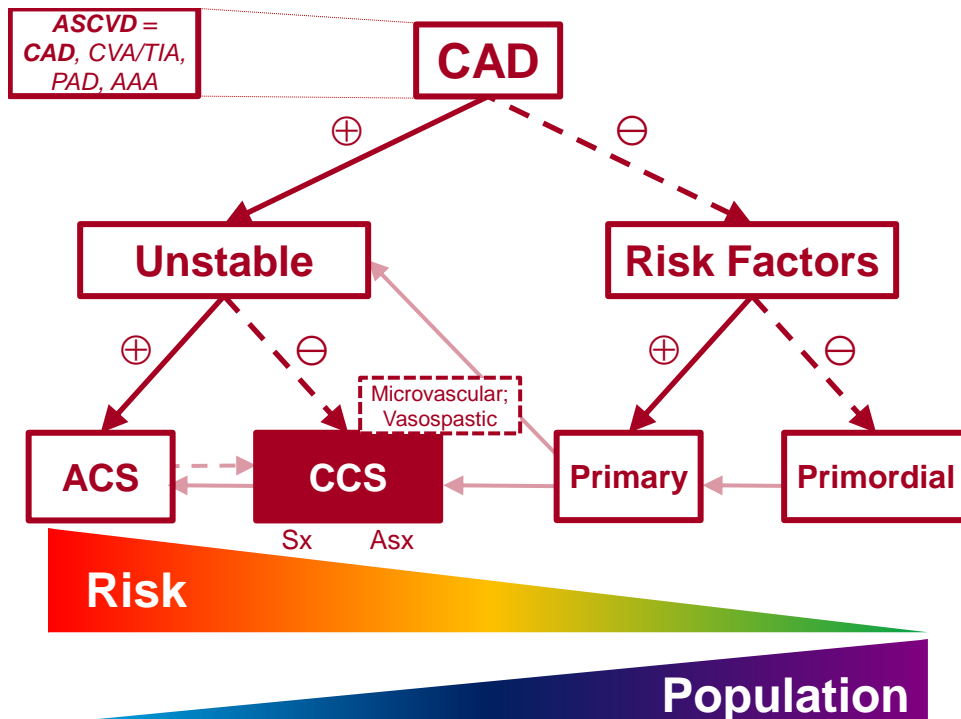 ASCVD =
CAD, CVA/TIA,
PAD, AAA
CAD
+
−
Unstable
Risk Factors
+
−
+
−
Microvascular;
Vasospastic
ACS
CCS
Primary
Primordial
Sx
Asx
Risk
Population